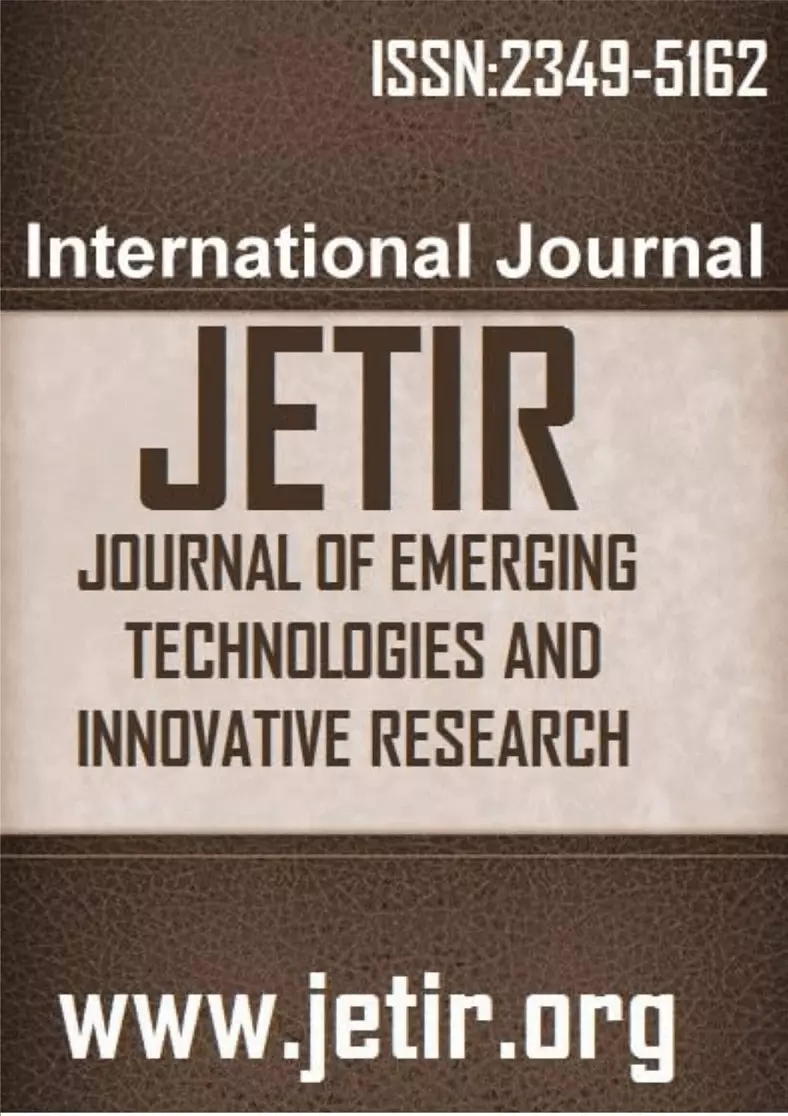 ISSN:2349-5162
International Journal
JETIR
JOURNAL OF EMERGING
TECHNOLOGIES AND
INNOVATIVE RESEARCH
www.jetir.org